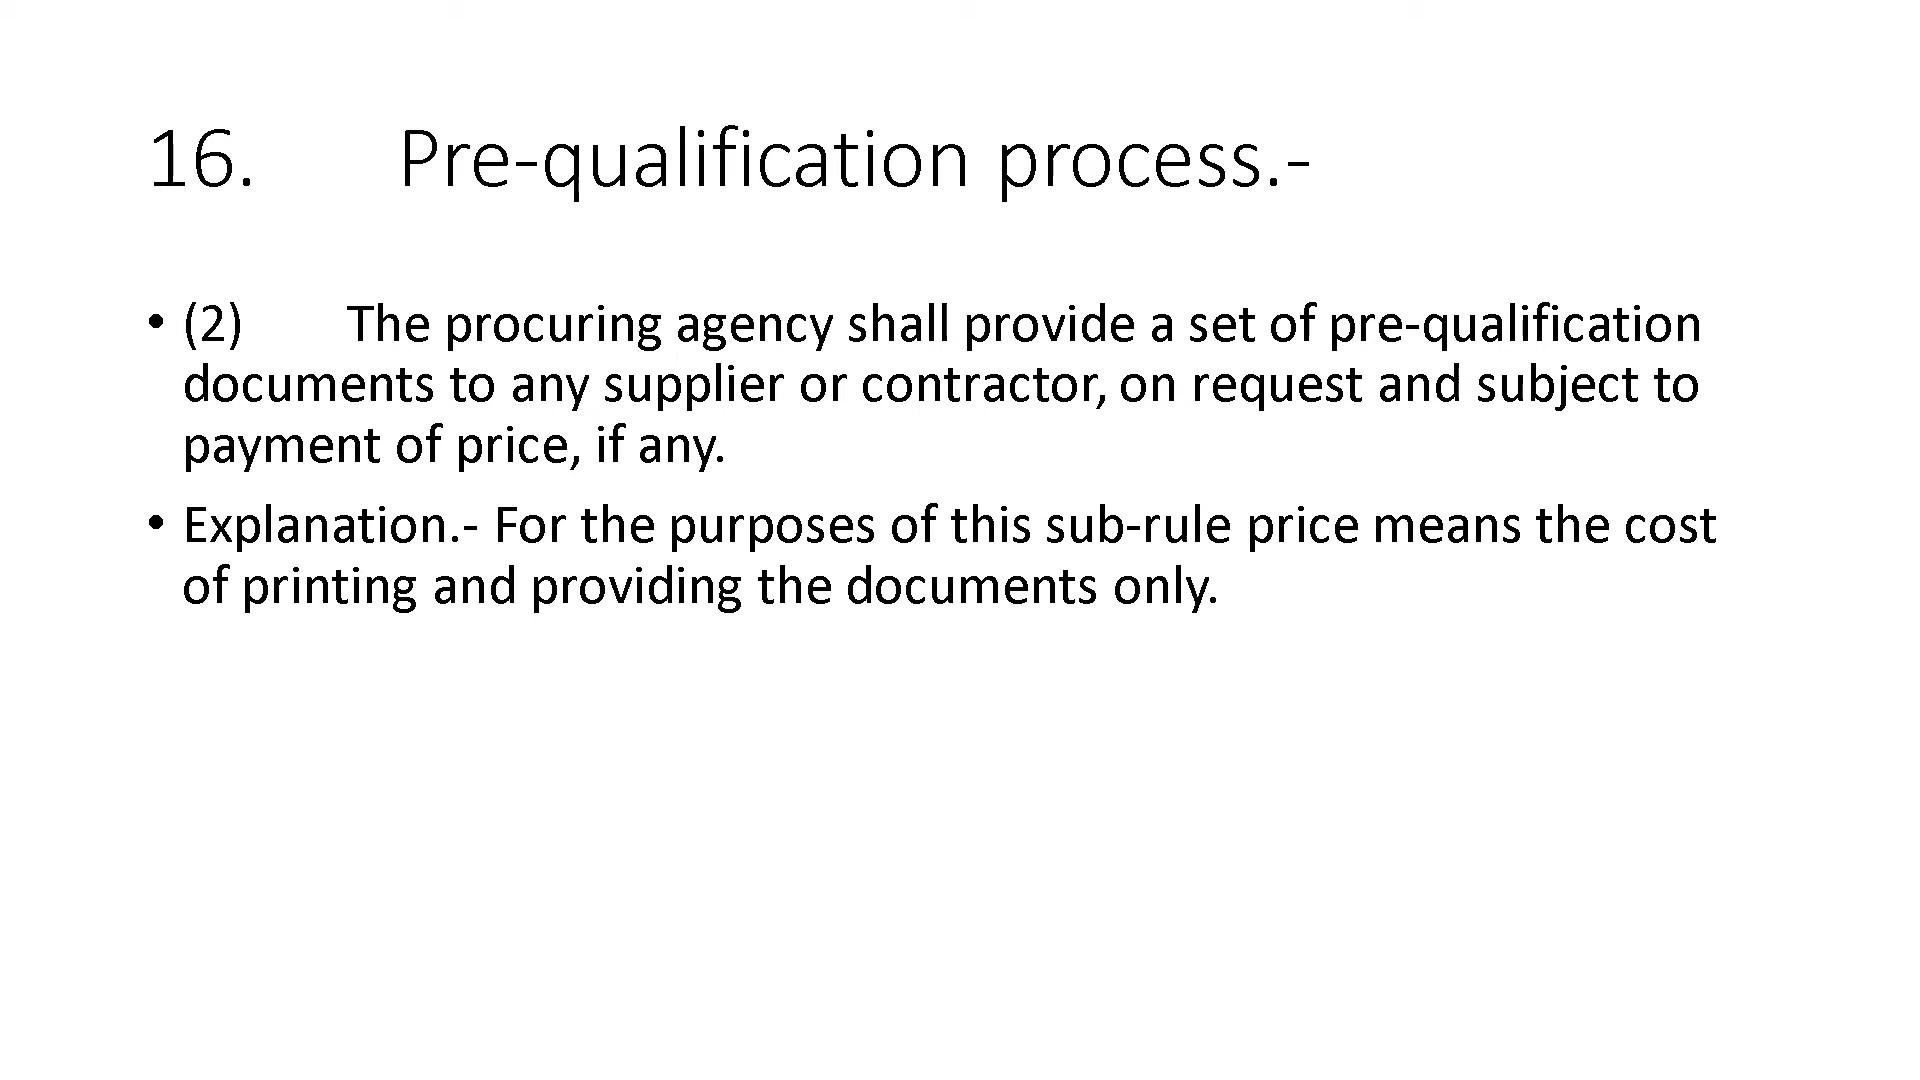 16. Pre-qualification process.-
• (2) The procuring agency shall provide a set of pre-qualification
documents to any supplier or contractor, on request and subject to
payment of price, if any.
• Explanation.- For the purposes of this sub-rule price means the cost
of printing and providing the documents only.